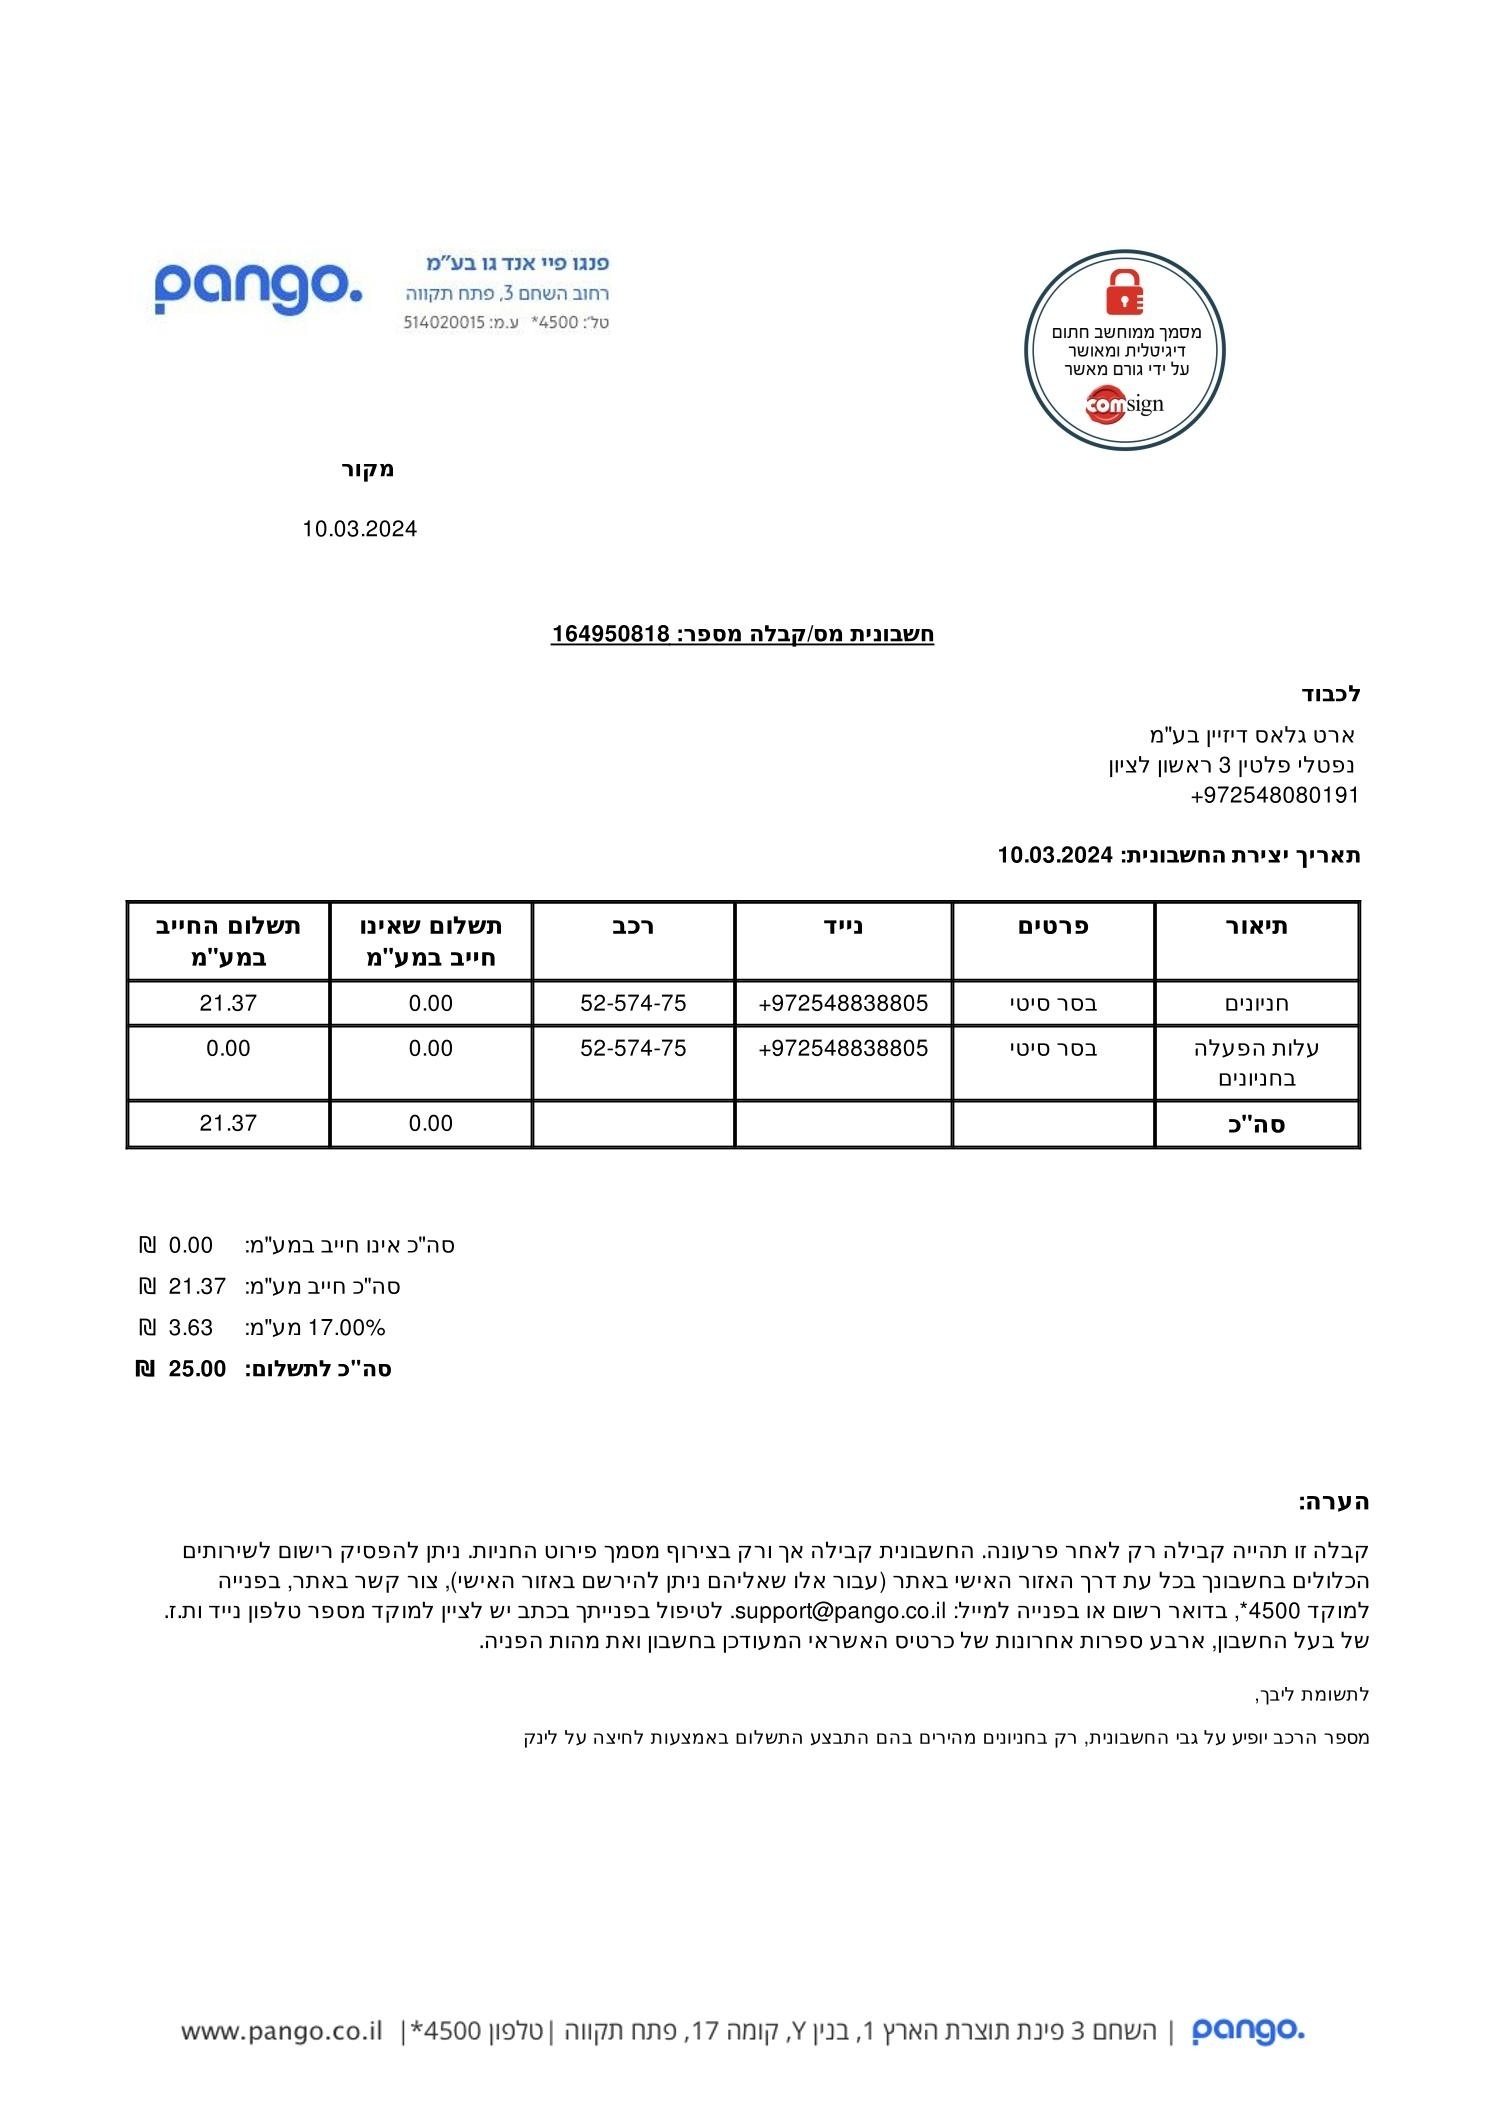 pango.
פנגו פיי אנד גו בע"מ
רחוב השחם 3, פתח תקווה
טל': 4500* ע.מ: 514020015
מסמך ממוחשב חתום
דיגיטלית ומאושר
על ידי גורם מאשר
comsign
מקור
10.03.2024
חשבונית מס/קבלה מספר: 164950818
לכבוד
ארט גלאס דיזיין בע"מ
נפטלי פלטין 3 ראשון לציון
+972548080191
תאריך יצירת החשבונית: 10.03.2024
תיאור פרטים נייד רכב תשלום שאינו חייב במע"מ תשלום החייב במע"מ
חניונים בסר סיטי +972548838805 52-574-75 0.00 21.37
עלות הפעלה בחניונים בסר סיטי +972548838805 52-574-75 0.00 0.00
סה"כ 0.00 21.37
סה"כ אינו חייב במע"מ: 0.00 ₪
סה"כ חייב מע"מ: 21.37 ₪
17.00% מע"מ: 3.63 ₪
סה"כ לתשלום: 25.00 ₪
הערה:
קבלה זו תהייה קבילה רק לאחר פרעונה. החשבונית קבילה אך ורק בצירוף מסמך פירוט החניות. ניתן להפסיק רישום לשירותים
הכלולים בחשבונך בכל עת דרך האזור האישי באתר (עבור אלו שאליהם ניתן להירשם באזור האישי), צור קשר באתר, בפנייה
למוקד 4500*, בדואר רשום או בפנייה למייל: support@pango.co.il. לטיפול בפנייתך בכתב יש לציין למוקד מספר טלפון נייד ות.ז.
של בעל החשבון, ארבע ספרות אחרונות של כרטיס האשראי המעודכן בחשבון ואת מהות הפניה.
לתשומת ליבך,
מספר הרכב יופיע על גבי החשבונית, רק בחניונים מהירים בהם התבצע התשלום באמצעות לחיצה על לינק
pango. | השחם 3 פינת תוצרת הארץ 1, בנין Y, קומה 17, פתח תקווה | טלפון 4500* | www.pango.co.il